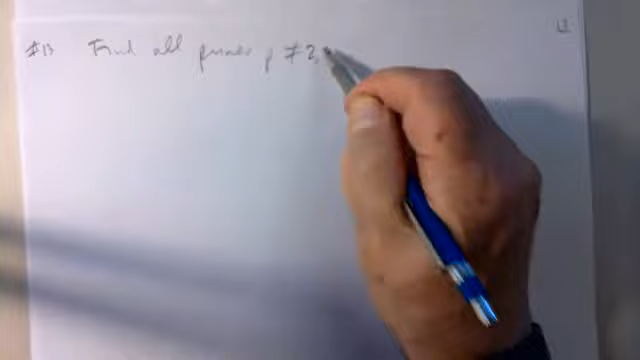 #13 Find all primes p ≠ 2,